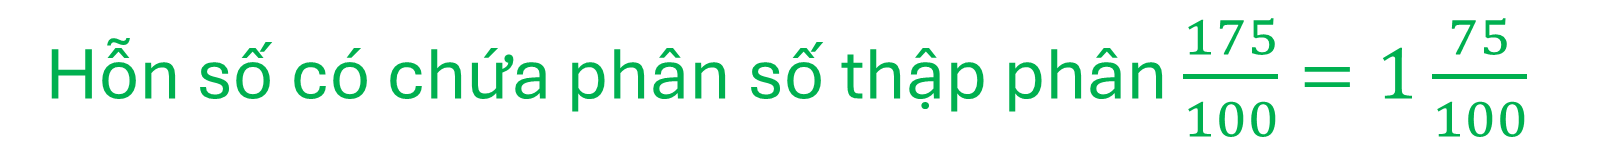 Hỗn số có chứa phân số thập phân 175/100 = 1 75/100